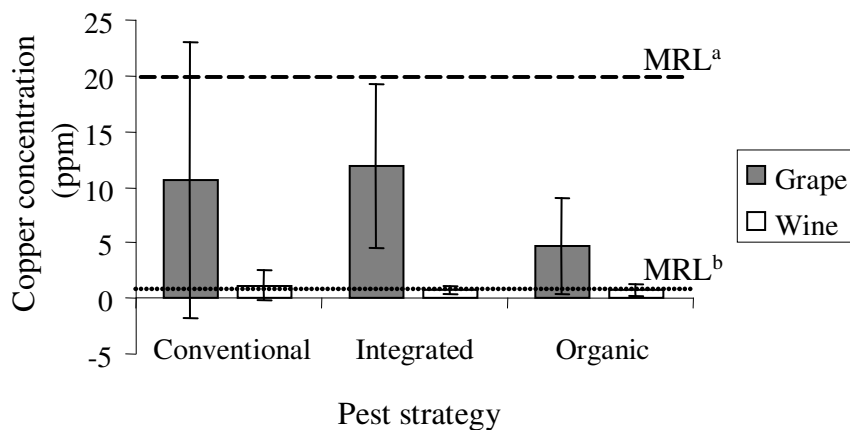 Copper concentration
(ppm)
25
20
15
10
5
0
-5
MRLᵃ
MRLᵇ
Grape
Wine
Conventional
Integrated
Organic
Pest strategy